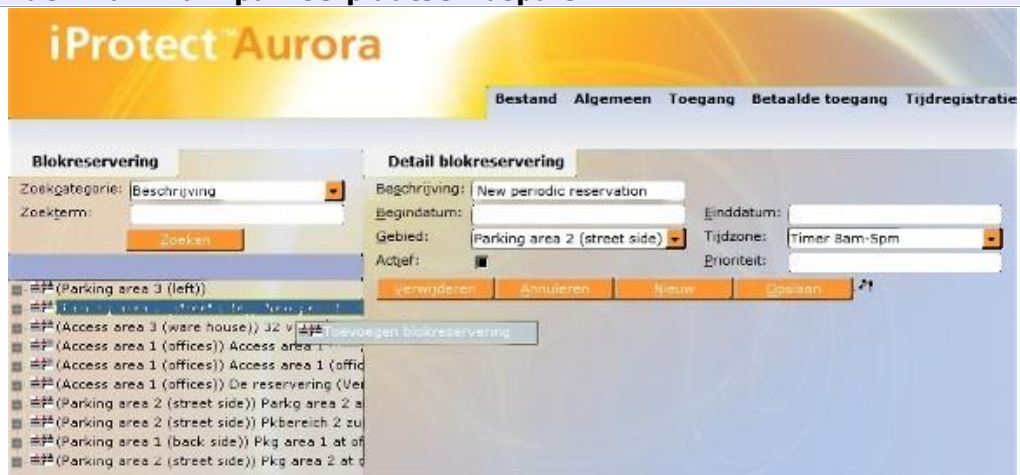 iProtect™Aurora
Bestand Algemeen Toegang Betaalde toegang Tijdregistratie
Blokreservering
Zoekcategorie: Beschrijving
Zoekterm:
Zoeken
(Parking area 3 (left))
(Access area 3 (ware house)) 32 v
(Access area 1 (offices)) Access area 1
(Access area 1 (offices)) Access area 1 (offic
(Access area 1 (offices)) De reservering (Ver
(Parking area 2 (street side)) Parkg area 2 a
(Parking area 2 (street side)) Pkbereich 2 zu
(Parking area 1 (back side)) Pkg area 1 at of
(Parking area 2 (street side)) Pkg area 2 at
Toevoegen blokreservering
Detail blokreservering
Beschrijving: New periodic reservation
Begindatum: Einddatum:
Gebied: Parking area 2 (street side) Tijdzone: Timer 8am-5pm
Actief: Prioriteit:
Verwijderen Annuleren Nieuw Opslaan